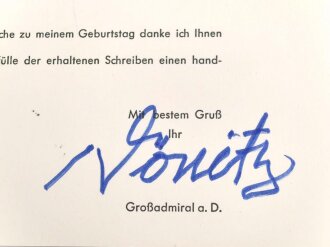 che zu meinem Geburtstag danke ich Ihnen
ülle der erhaltenen Schreiben einen hand-
Mit bestem Gruß
Ihr
Dönitz
Großadmiral a. D.